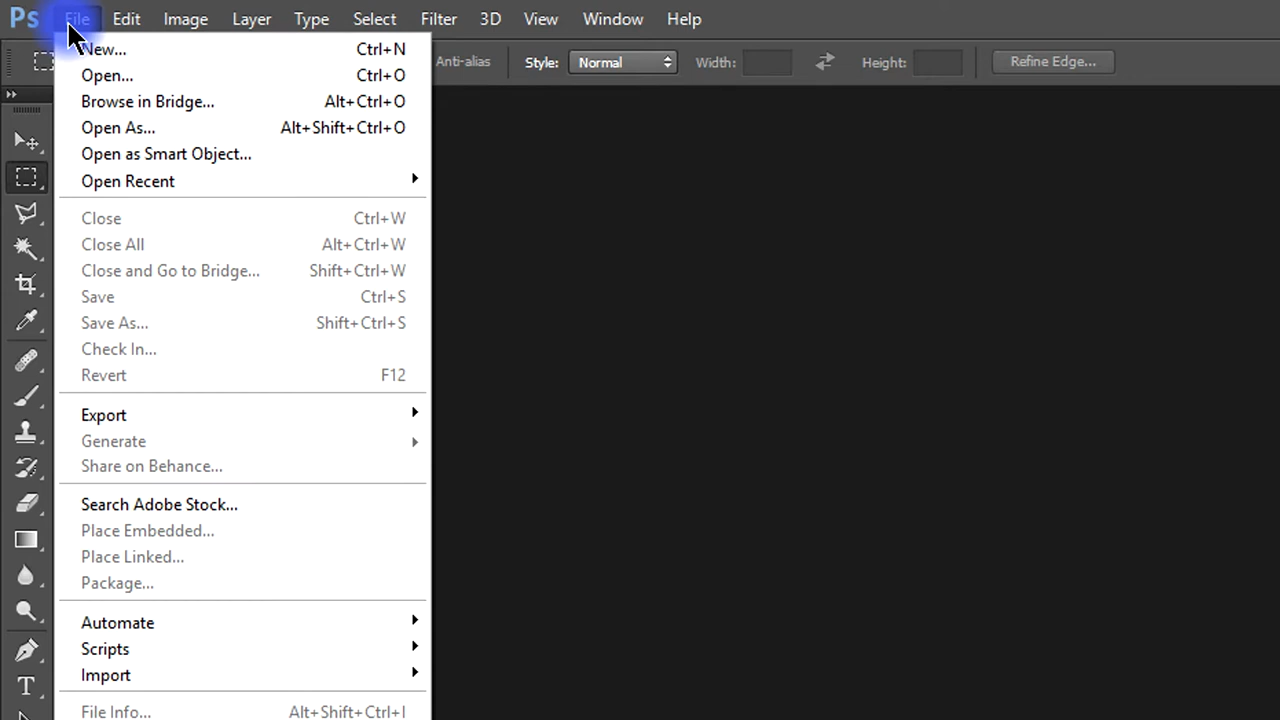 Ps File Edit Image Layer Type Select Filter 3D View Window Help
Anti-alias Style: Normal Width: Height: Refine Edge...
New... Ctrl+N
Open... Ctrl+O
Browse in Bridge... Alt+Ctrl+O
Open As... Alt+Shift+Ctrl+O
Open as Smart Object...
Open Recent
Close Ctrl+W
Close All Alt+Ctrl+W
Close and Go to Bridge... Shift+Ctrl+W
Save Ctrl+S
Save As... Shift+Ctrl+S
Check In...
Revert F12
Export
Generate
Share on Behance...
Search Adobe Stock...
Place Embedded...
Place Linked...
Package...
Automate
Scripts
Import
File Info... Alt+Shift+Ctrl+I